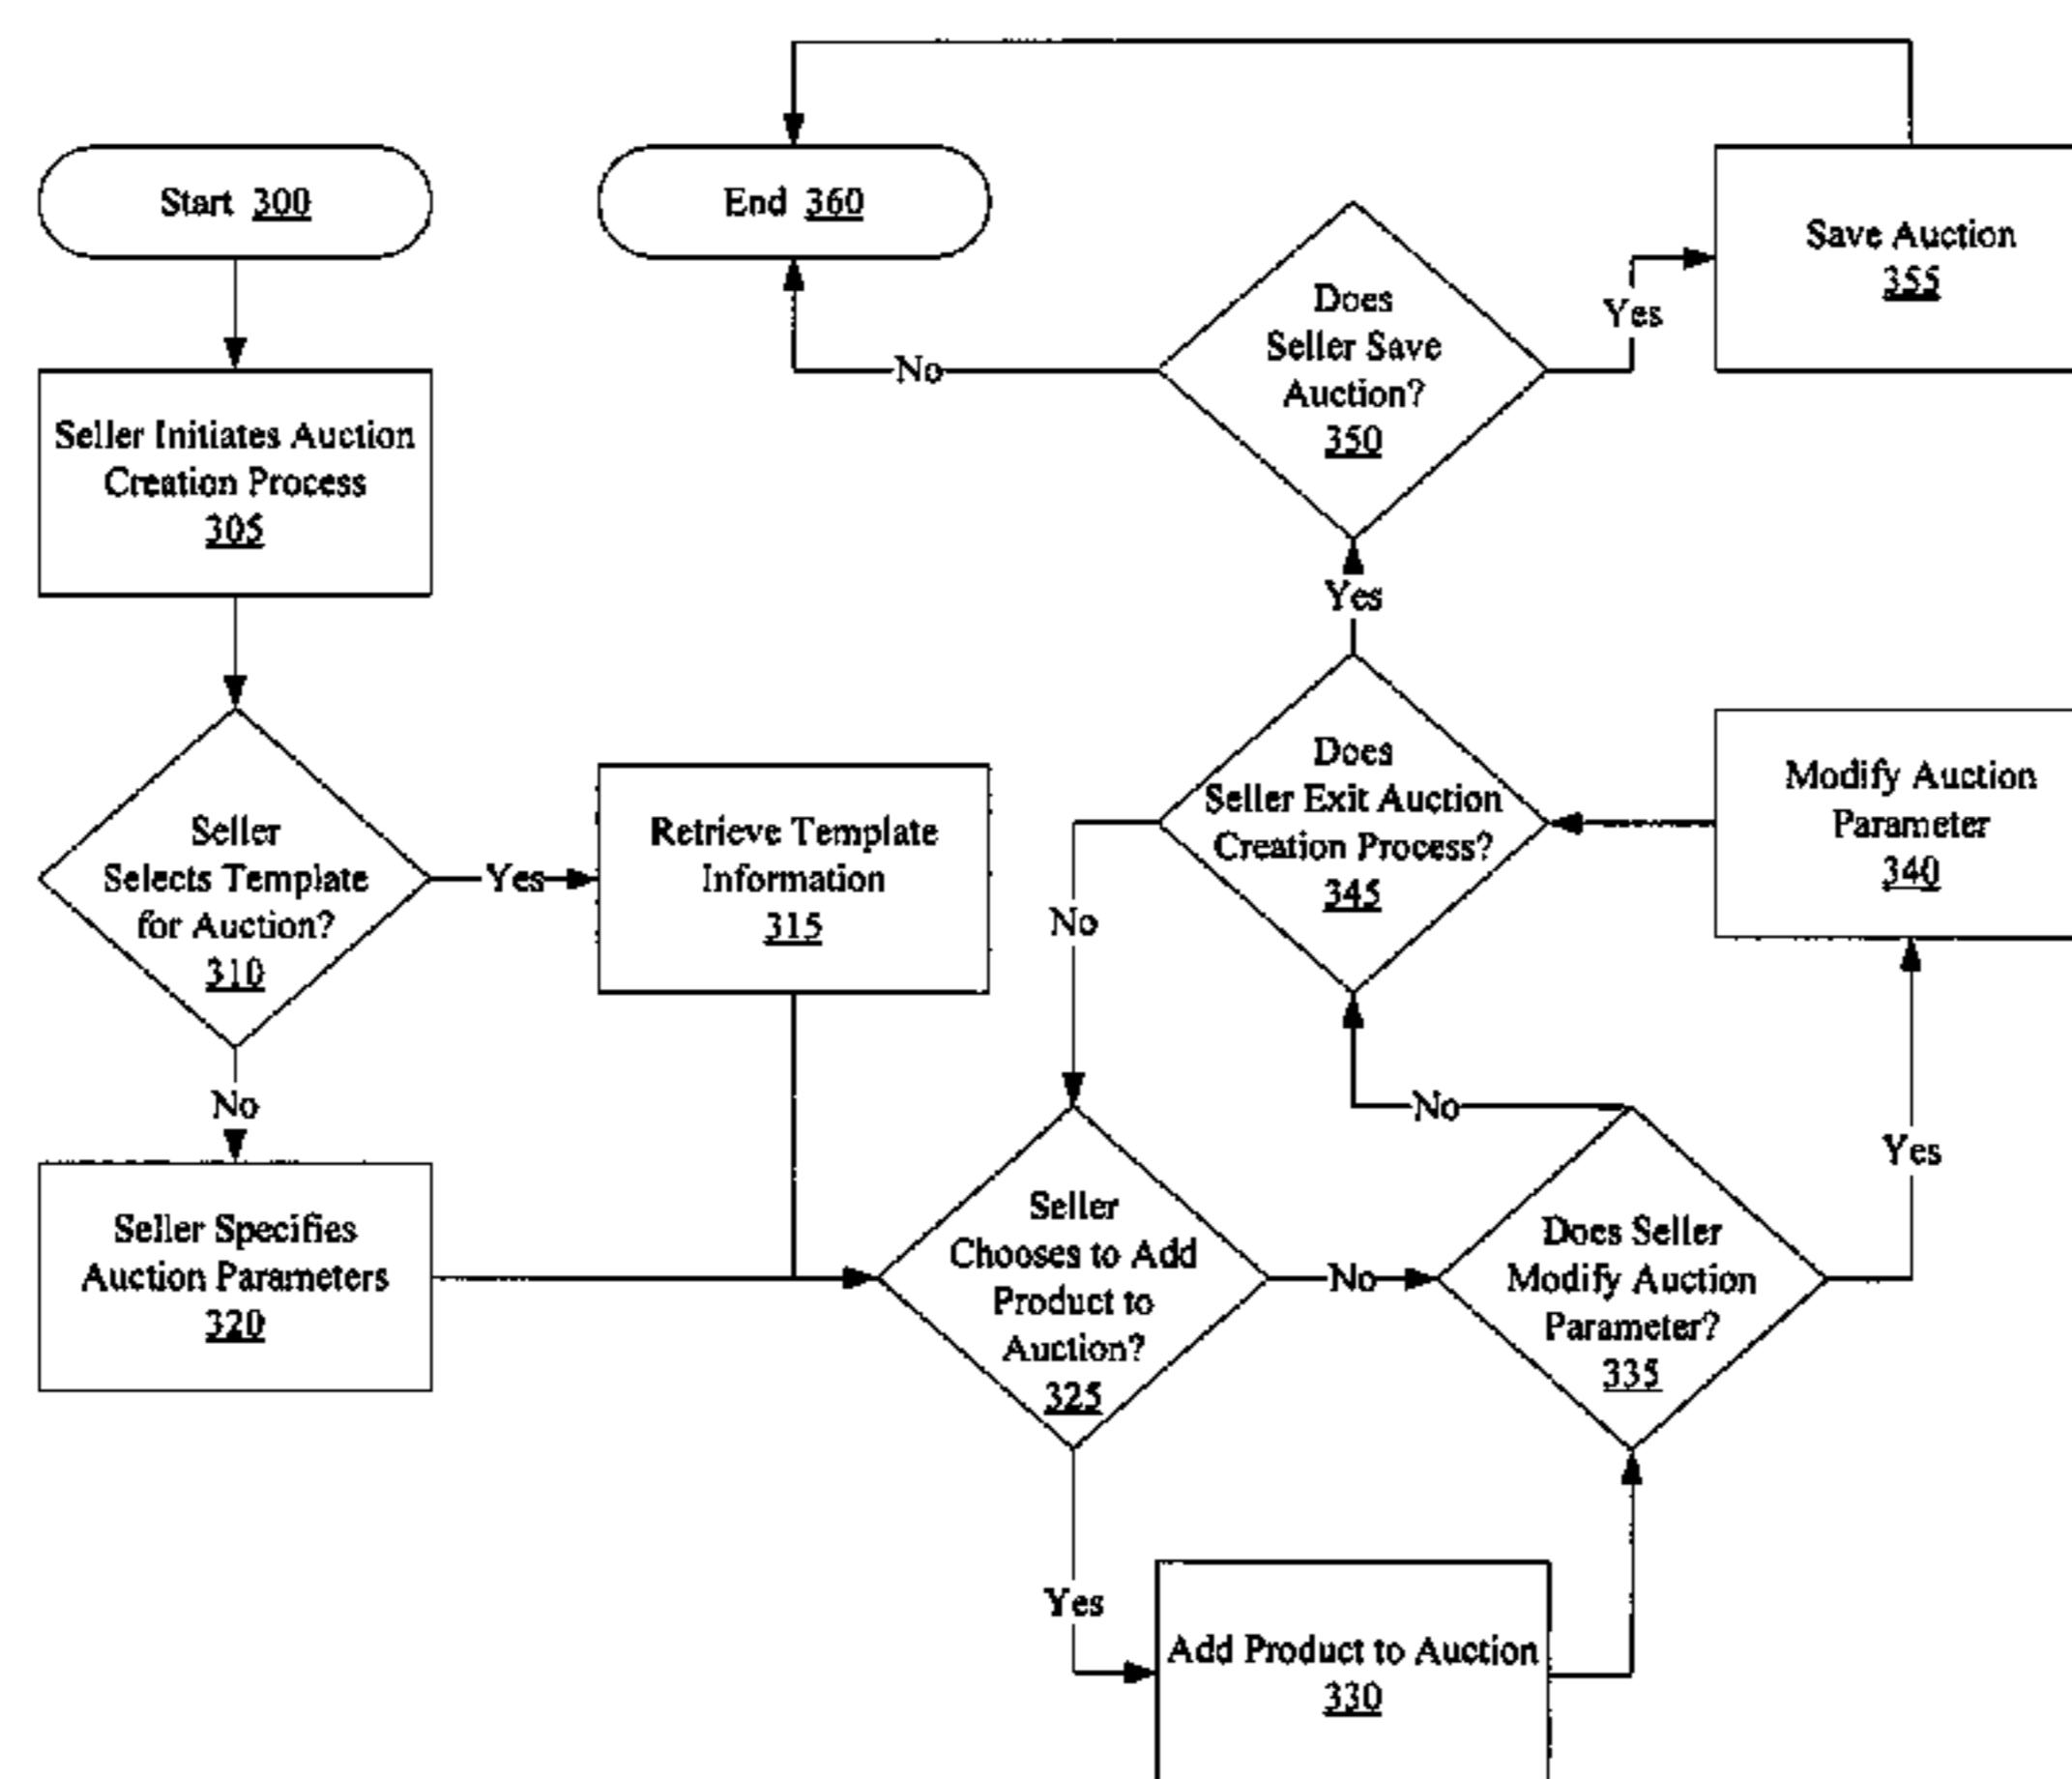 Start 300
End 360
Seller Initiates Auction
Creation Process
305
Seller
Selects Template
for Auction?
310
Yes
Retrieve Template
Information
315
No
Seller Specifies
Auction Parameters
320
Seller
Chooses to Add
Product to
Auction?
325
Yes
Add Product to Auction
330
No
Does Seller
Modify Auction
Parameter?
335
Yes
Modify Auction
Parameter
340
No
Does
Seller Exit Auction
Creation Process?
345
No
Yes
Does
Seller Save
Auction?
350
No
Yes
Save Auction
355